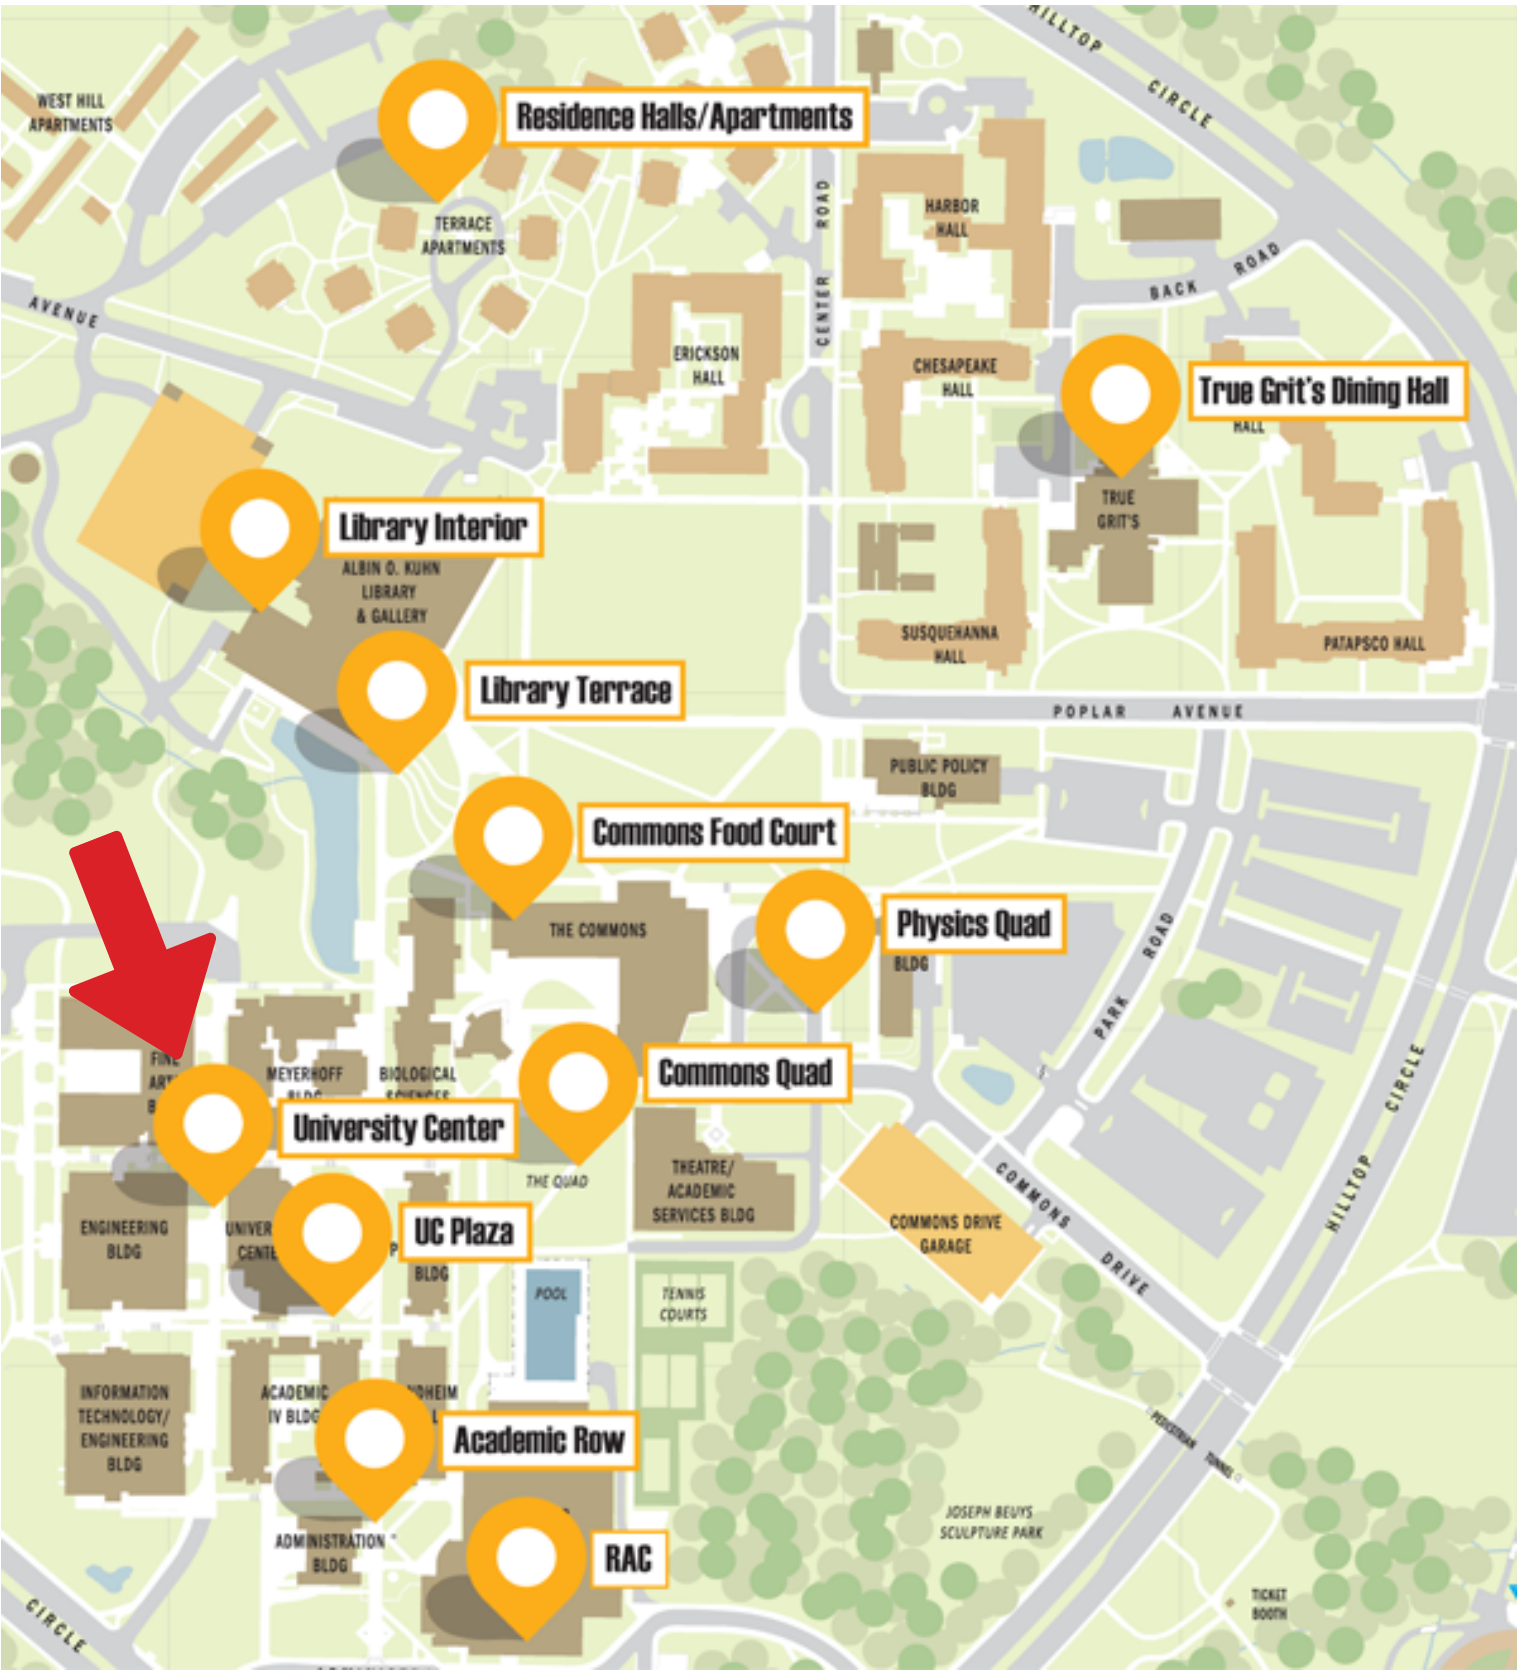 HILLTOP CIRCLE
WEST HILL
APARTMENTS
Residence Halls/Apartments
TERRACE
APARTMENTS
CENTER ROAD
HARBOR
HALL
BACK ROAD
AVENUE
ERICKSON
HALL
CHESAPEAKE
HALL
True Grit's Dining Hall
HALL
TRUE
GRIT'S
Library Interior
ALBIN O. KUHN
LIBRARY
& GALLERY
SUSQUEHANNA
HALL
PATAPSCO HALL
Library Terrace
POPLAR AVENUE
PUBLIC POLICY
BLDG
Commons Food Court
THE COMMONS
Physics Quad
BLDG
PARK ROAD
FINE
MEYERHOFF
BLDG
BIOLOGICAL
SCIENCES
Commons Quad
University Center
THE QUAD
THEATRE/
ACADEMIC
SERVICES BLDG
COMMONS DRIVE
GARAGE
COMMONS DRIVE
HILLTOP CIRCLE
ENGINEERING
BLDG
UC Plaza
BLDG
POOL
TENNIS
COURTS
INFORMATION
TECHNOLOGY/
ENGINEERING
BLDG
ACADEMIC
IV BLDG
Academic Row
PEDESTRIAN TUNNEL
JOSEPH BEUYS
SCULPTURE PARK
ADMINISTRATION
BLDG
RAC
TICKET
BOOTH
CIRCLE